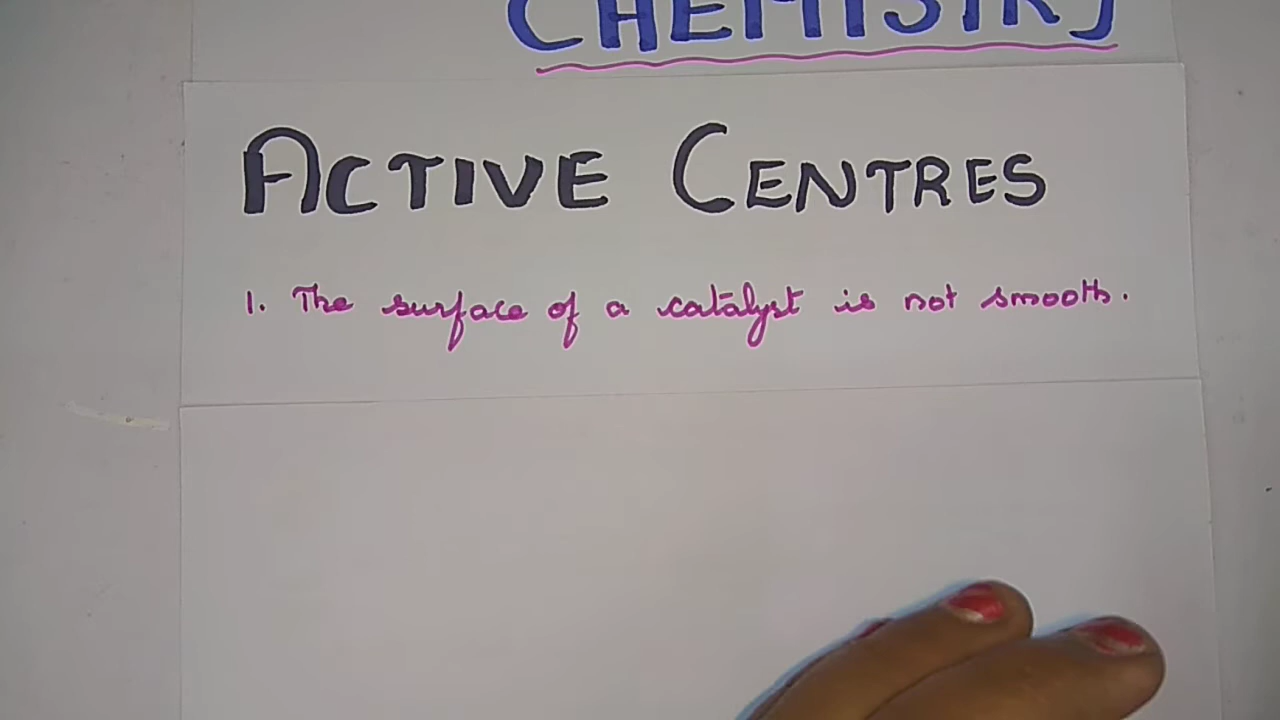 CHEMISTRY
ACTIVE CENTRES
1. The surface of a catalyst is not smooth.